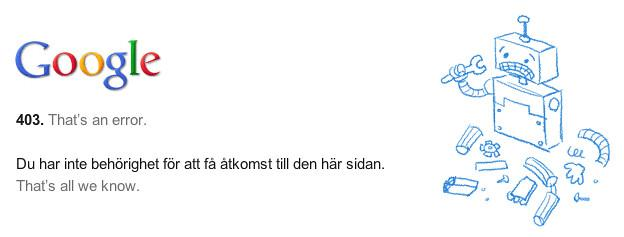 Google
403. That's an error.
Du har inte behörighet för att få åtkomst till den här sidan.
That's all we know.